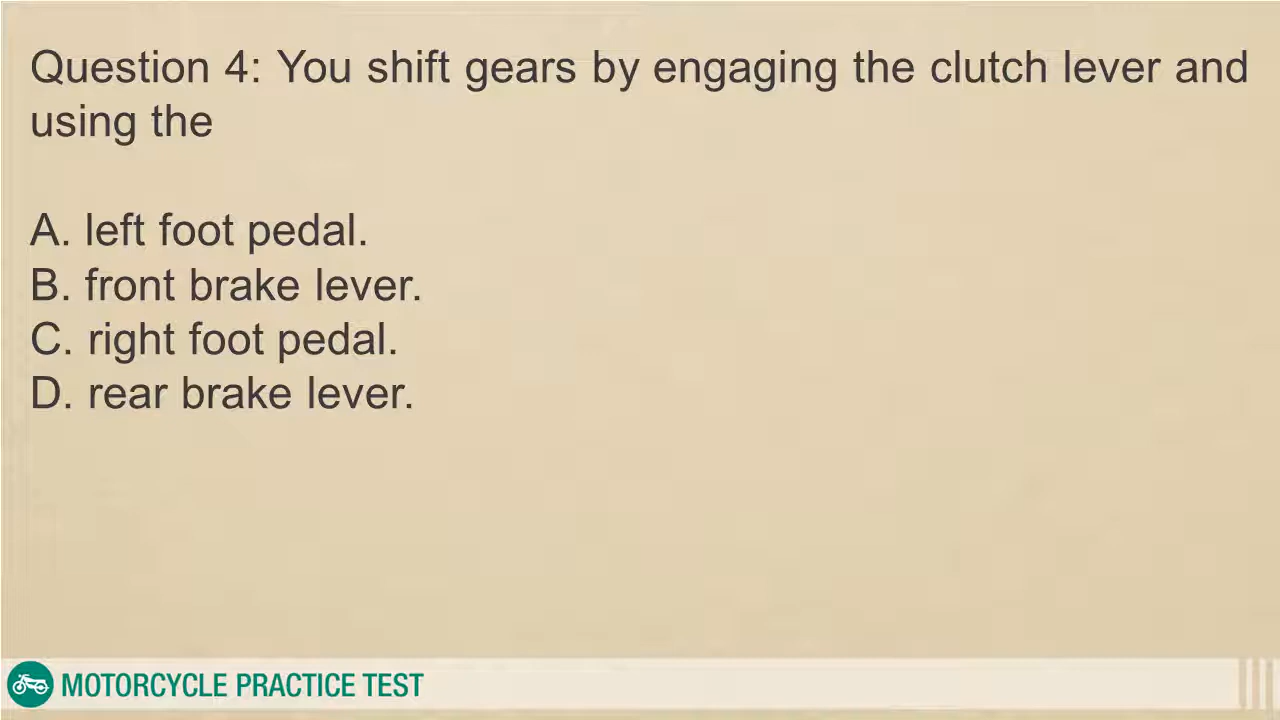 Question 4: You shift gears by engaging the clutch lever and
using the
A. left foot pedal.
B. front brake lever.
C. right foot pedal.
D. rear brake lever.
MOTORCYCLE PRACTICE TEST